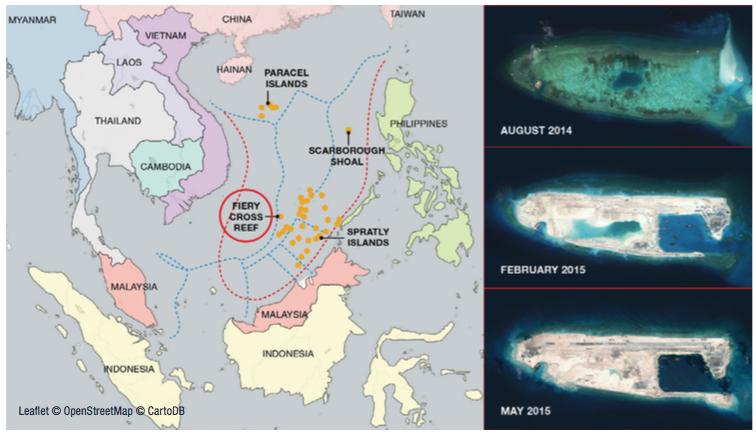 MYANMAR
CHINA
TAIWAN
VIETNAM
LAOS
HAINAN
PARACEL
ISLANDS
THAILAND
PHILIPPINES
SCARBOROUGH
SHOAL
CAMBODIA
FIERY
CROSS
REEF
SPRATLY
ISLANDS
MALAYSIA
MALAYSIA
INDONESIA
INDONESIA
Leaflet © OpenStreetMap © CartoDB
AUGUST 2014
FEBRUARY 2015
MAY 2015